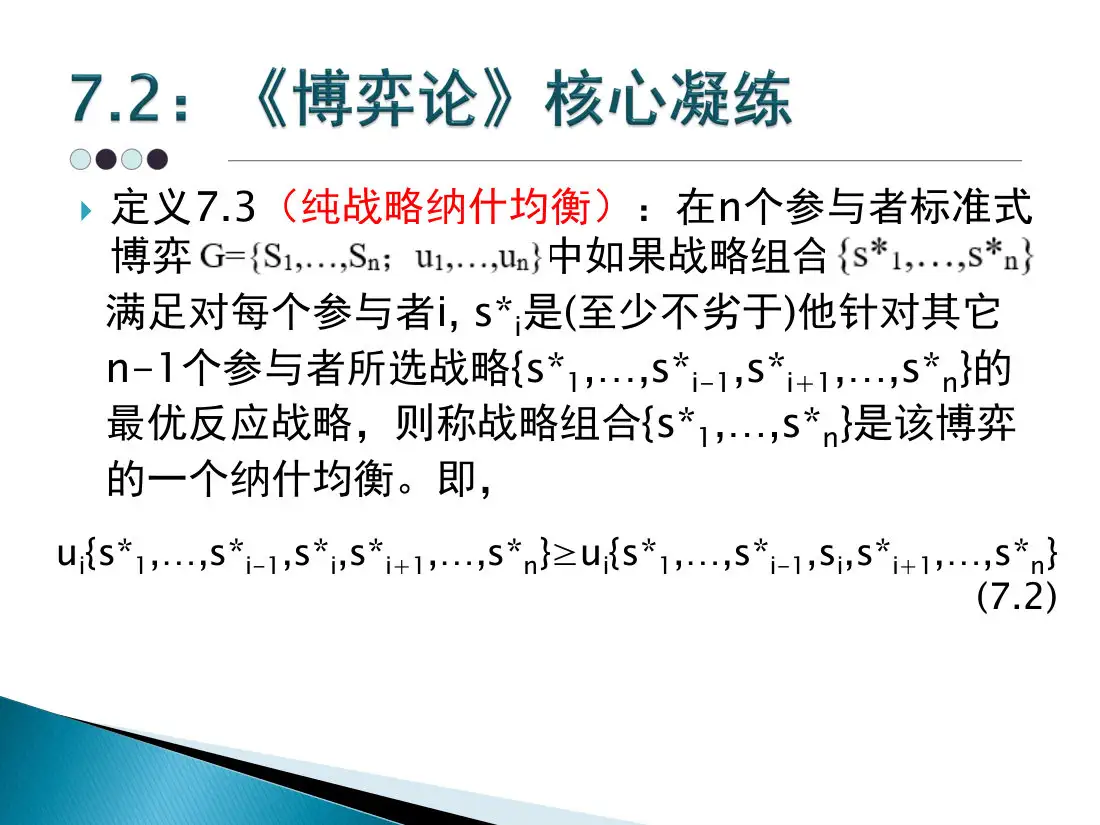 7.2：《博弈论》核心凝练
定义7.3（纯战略纳什均衡）：在n个参与者标准式
博弈 G={S1,…,Sn；u1,…,un}中如果战略组合{s*1,…,s*n}
满足对每个参与者i, s*i是(至少不劣于)他针对其它
n-1个参与者所选战略{s*1,…,s*i-1,s*i+1,…,s*n}的
最优反应战略，则称战略组合{s*1,…,s*n}是该博弈
的一个纳什均衡。即，
ui{s*1,…,s*i-1,s*i,s*i+1,…,s*n}≥ui{s*1,…,s*i-1,si,s*i+1,…,s*n}
(7.2)